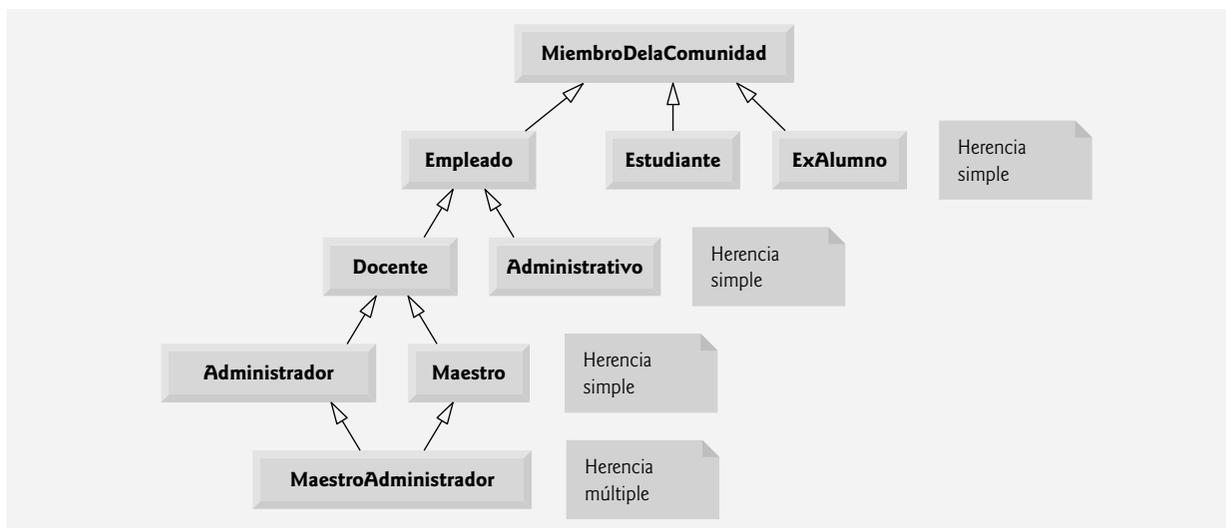 MiembroDelaComunidad
Empleado
Estudiante
ExAlumno
Herencia
simple
Docente
Administrativo
Herencia
simple
Administrador
Maestro
Herencia
simple
MaestroAdministrador
Herencia
múltiple